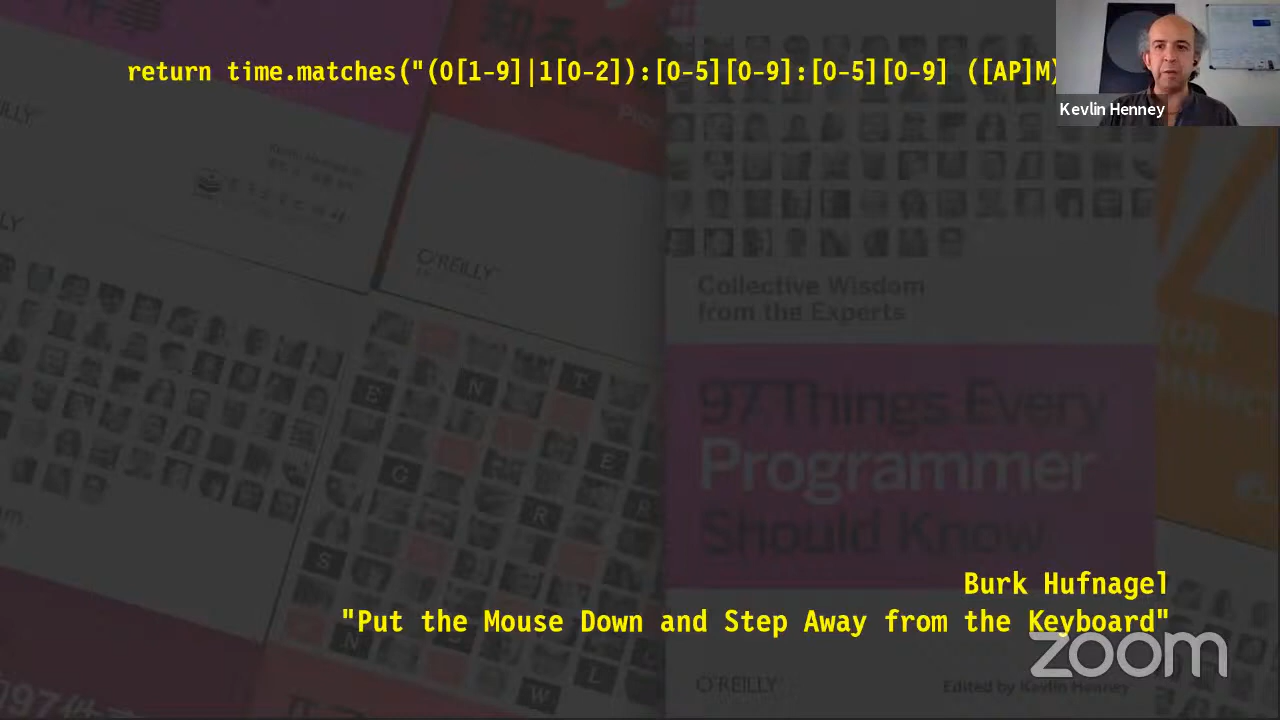 return time.matches("(0[1-9]|1[0-2]):[0-5][0-9]:[0-5][0-9] ([AP]M)
Kevlin Henney
O'REILLY
Collective Wisdom
from the Experts
97 Things Every
Programmer
Should Know
E N T
G E
R R
S
N L
W
Burk Hufnagel
"Put the Mouse Down and Step Away from the Keyboard"
zoom
O'REILLY
Edited by Kevlin Henney